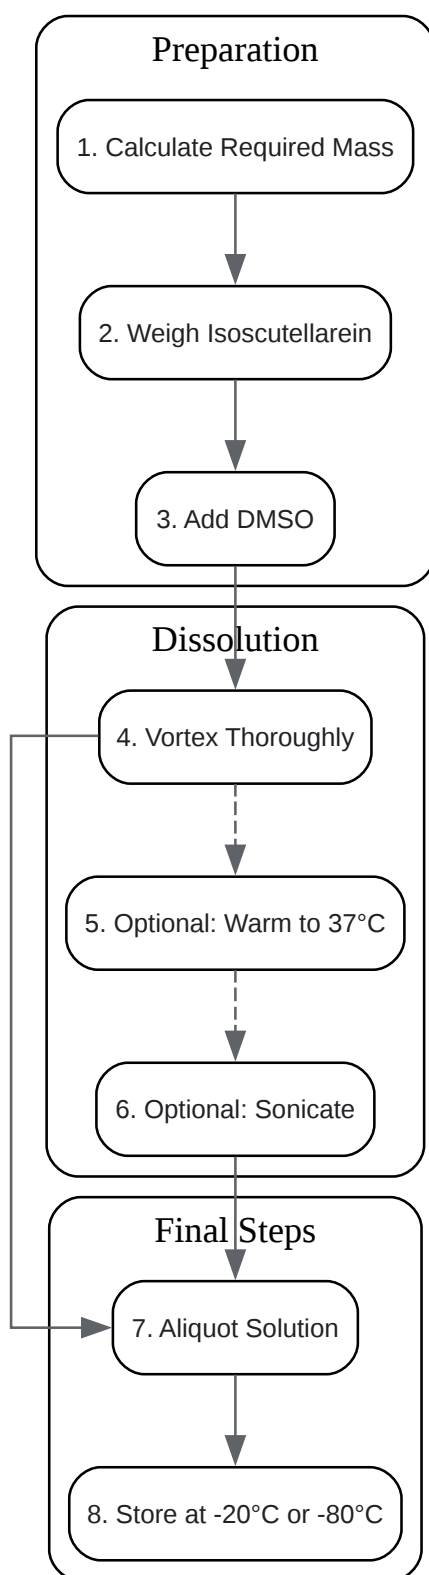 Preparation
1. Calculate Required Mass
2. Weigh Isoscutellarein
3. Add DMSO
Dissolution
4. Vortex Thoroughly
5. Optional: Warm to 37°C
6. Optional: Sonicate
Final Steps
7. Aliquot Solution
8. Store at -20°C or -80°C